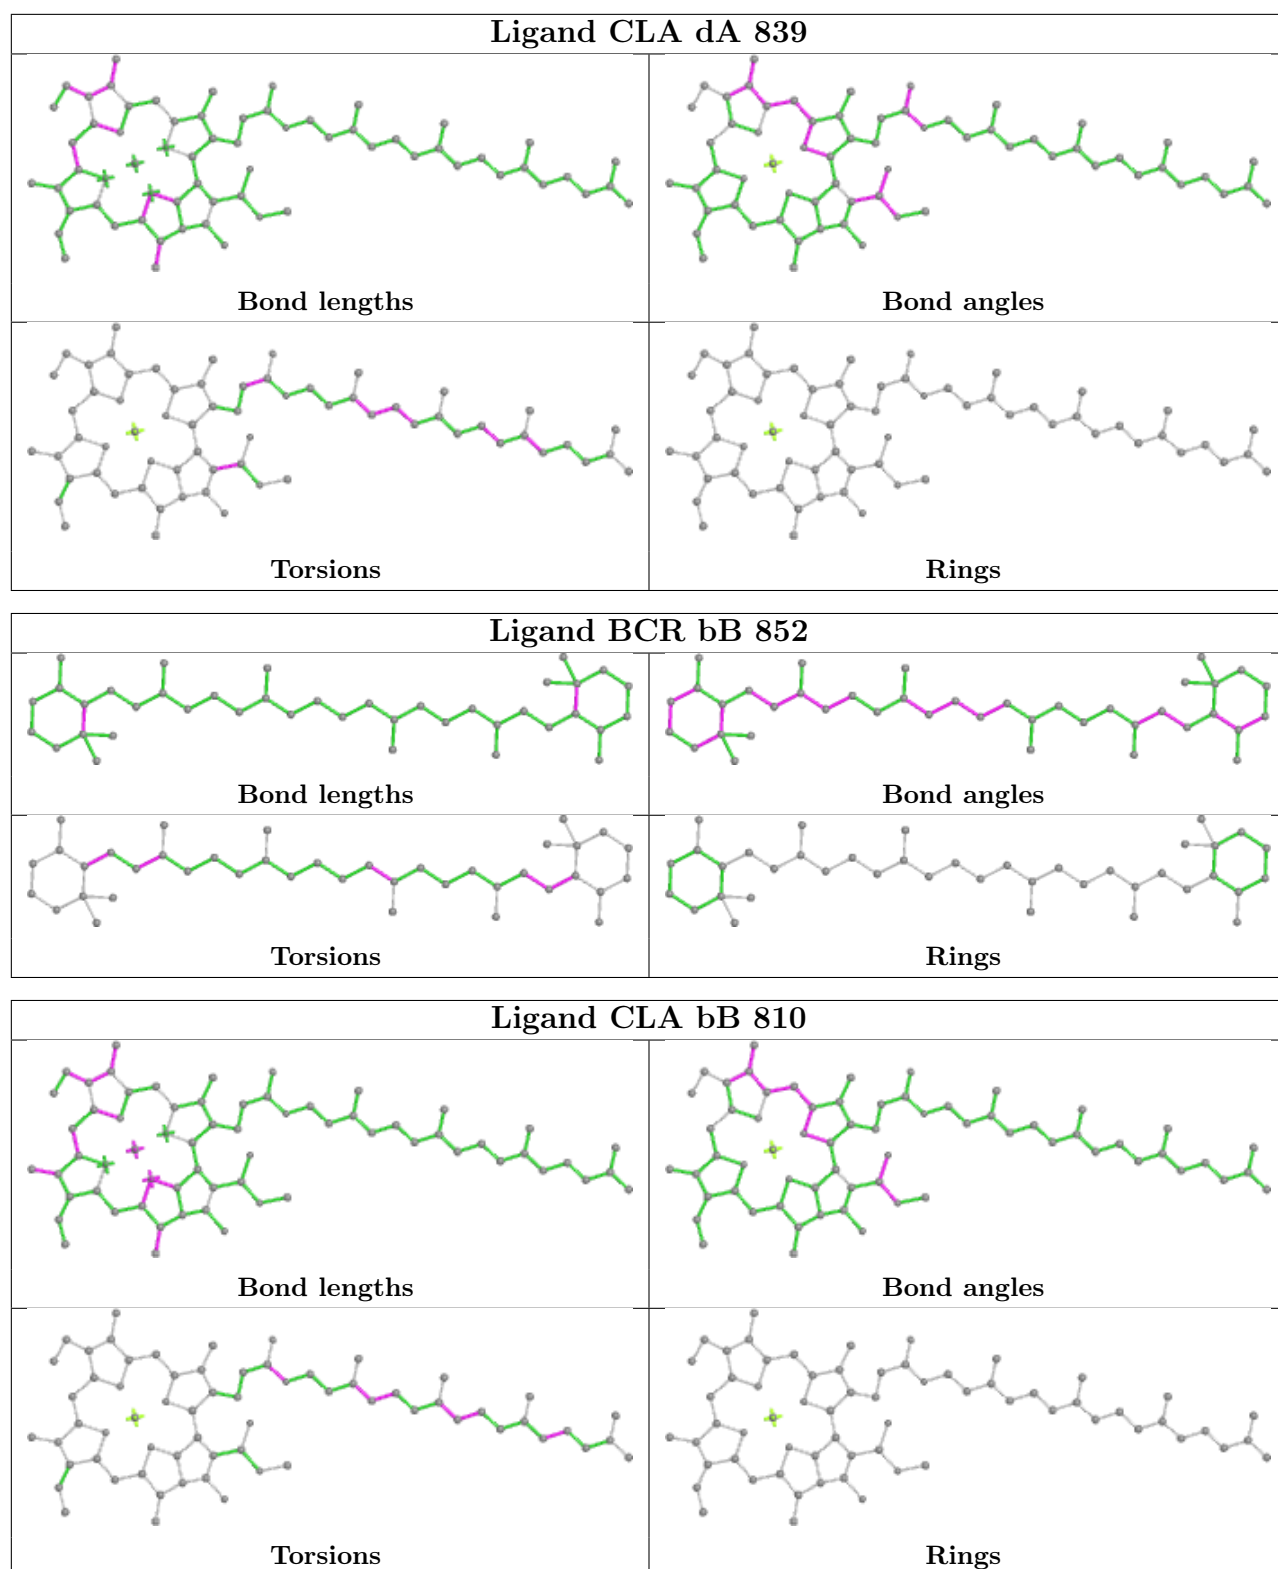 Ligand CLA dA 839
Bond lengths
Bond angles
Torsions
Rings
Ligand BCR bB 852
Bond lengths
Bond angles
Torsions
Rings
Ligand CLA bB 810
Bond lengths
Bond angles
Torsions
Rings